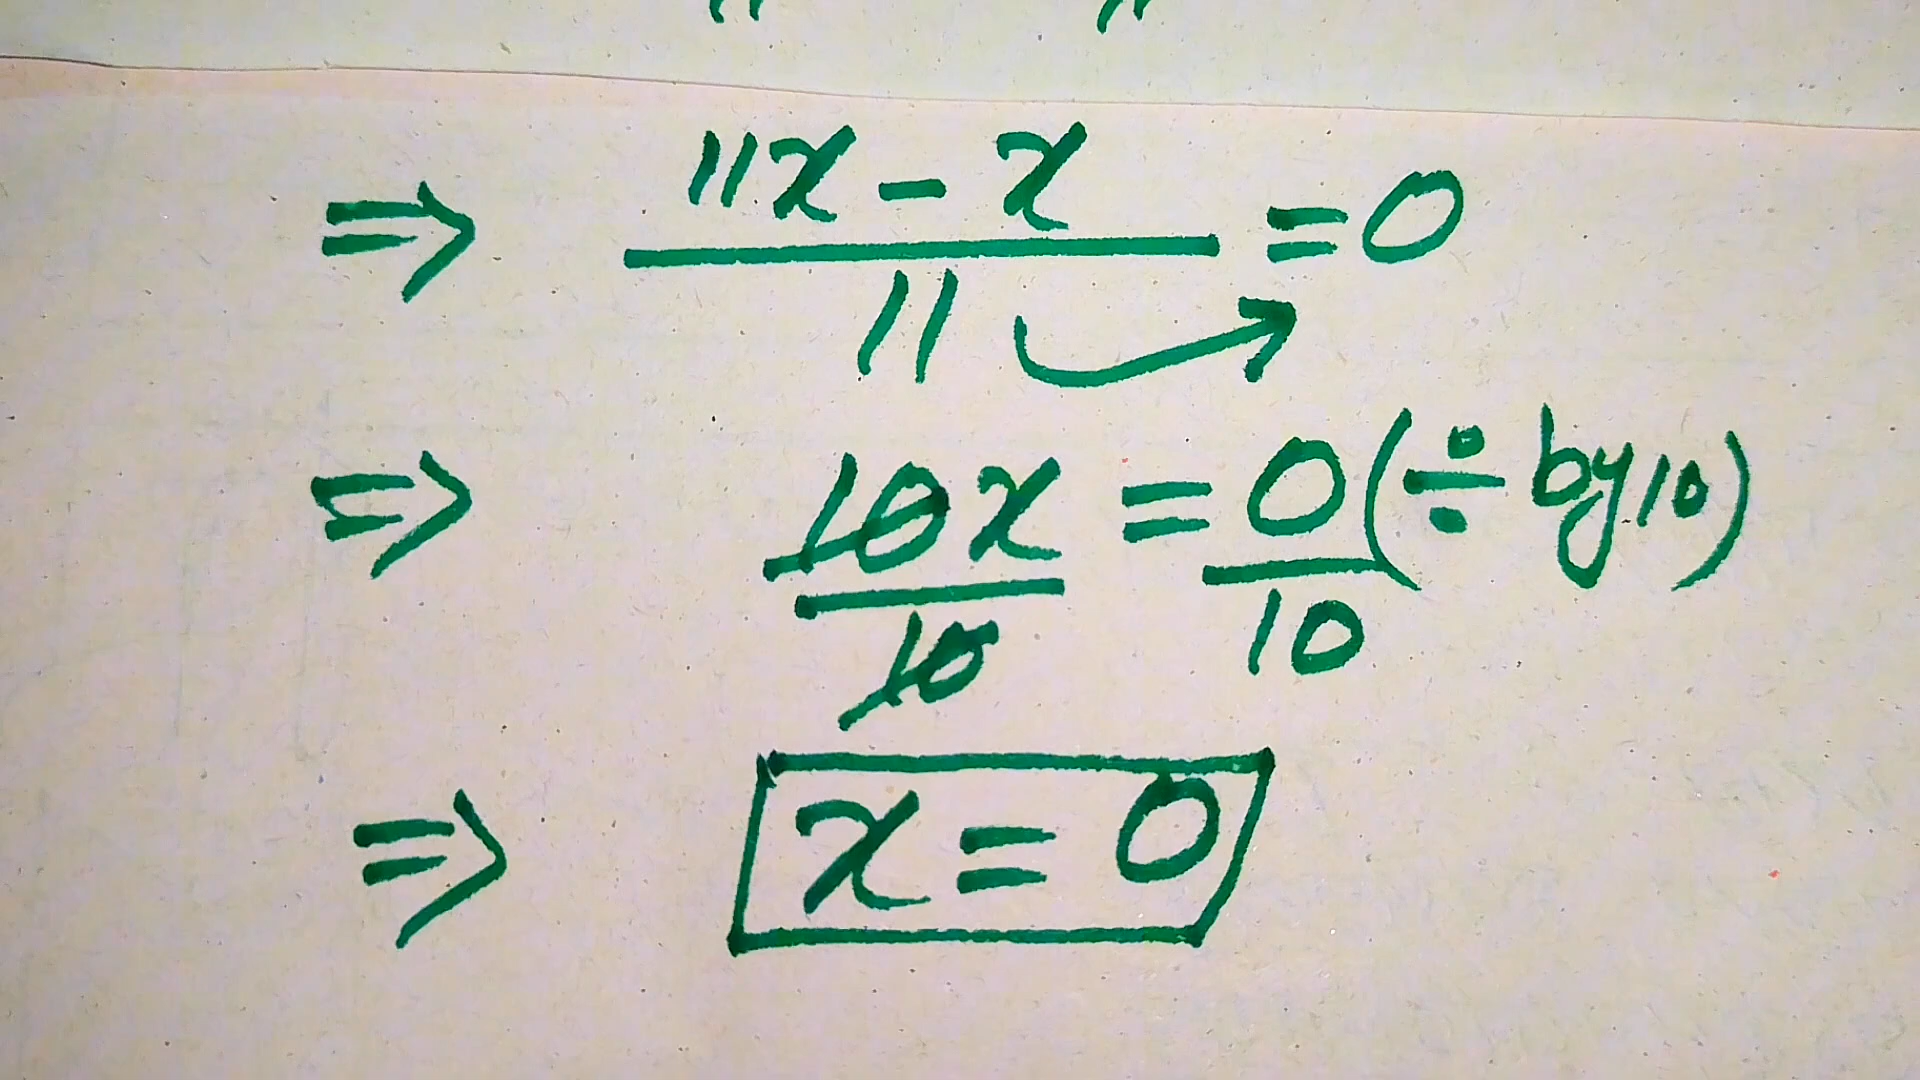 ⇒ (11x - x)/11 = 0
⇒ 10x/10 = 0/10 (÷ by 10)
⇒ x = 0